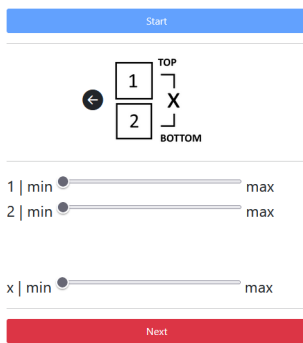 Start
TOP
1
X
2
BOTTOM
1 | min max
2 | min max
x | min max
Next